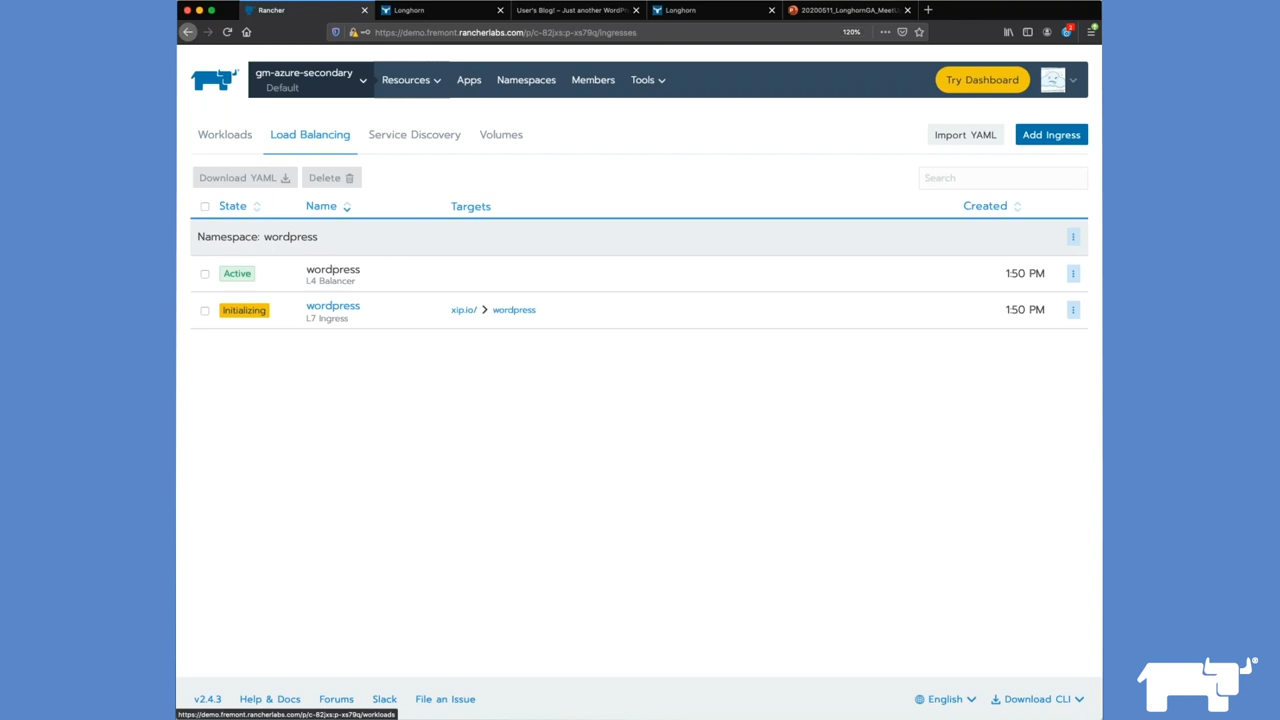 Rancher
Longhorn
User's Blog! – Just another WordPr
Longhorn
20200511_LonghornGA_MeetU
https://demo.fremont.rancherlabs.com/p/c-82jxs:p-xs79q/ingresses
120%
gm-azure-secondary
Default
Resources
Apps
Namespaces
Members
Tools
Try Dashboard
Workloads
Load Balancing
Service Discovery
Volumes
Import YAML
Add Ingress
Download YAML
Delete
Search
State
Name
Targets
Created
Namespace: wordpress
Active
wordpress
L4 Balancer
1:50 PM
Initializing
wordpress
L7 Ingress
xip.io/ > wordpress
1:50 PM
v2.4.3
Help & Docs
Forums
Slack
File an Issue
English
Download CLI
https://demo.fremont.rancherlabs.com/p/c-82jxs:p-xs79q/workloads